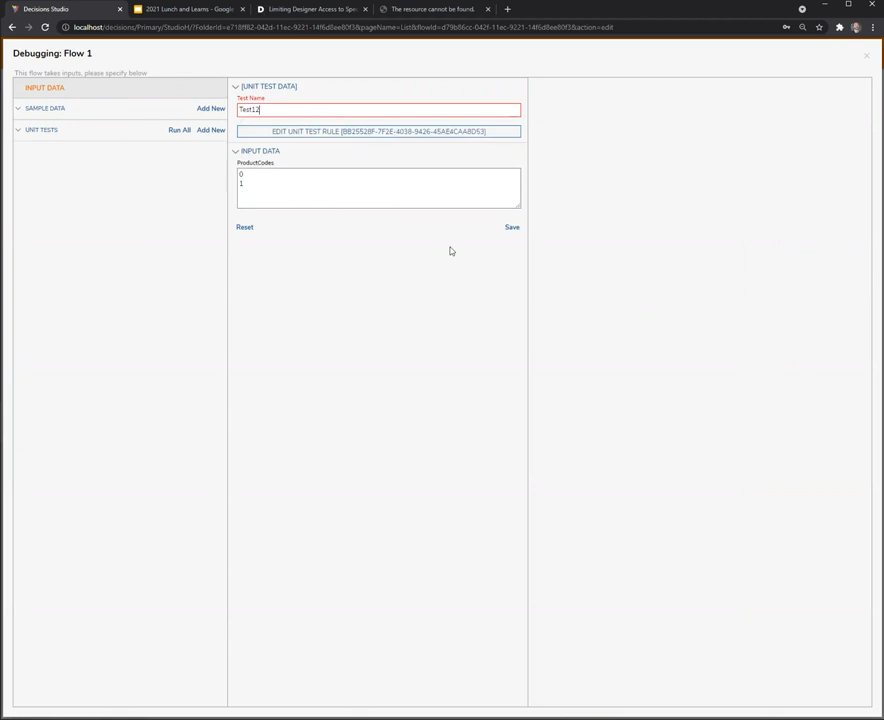 Decisions Studio
2021 Lunch and Learns - Google
Limiting Designer Access to Spe
The resource cannot be found.
localhost/decisions/Primary/StudioH/?FolderId=e718ff82-042d-11ec-9221-14f6d8ee80f3&pageName=List&flowId=d79b86cc-042f-11ec-9221-14f6d8ee80f3&action=edit
Debugging: Flow 1
This flow takes inputs, please specify below
INPUT DATA
SAMPLE DATA
Add New
UNIT TESTS
Run All
Add New
[UNIT TEST DATA]
Test Name
Test12
EDIT UNIT TEST RULE [BB25528F-7F2E-4038-9426-45AE4CAA8D53]
INPUT DATA
ProductCodes
0
1
Reset
Save